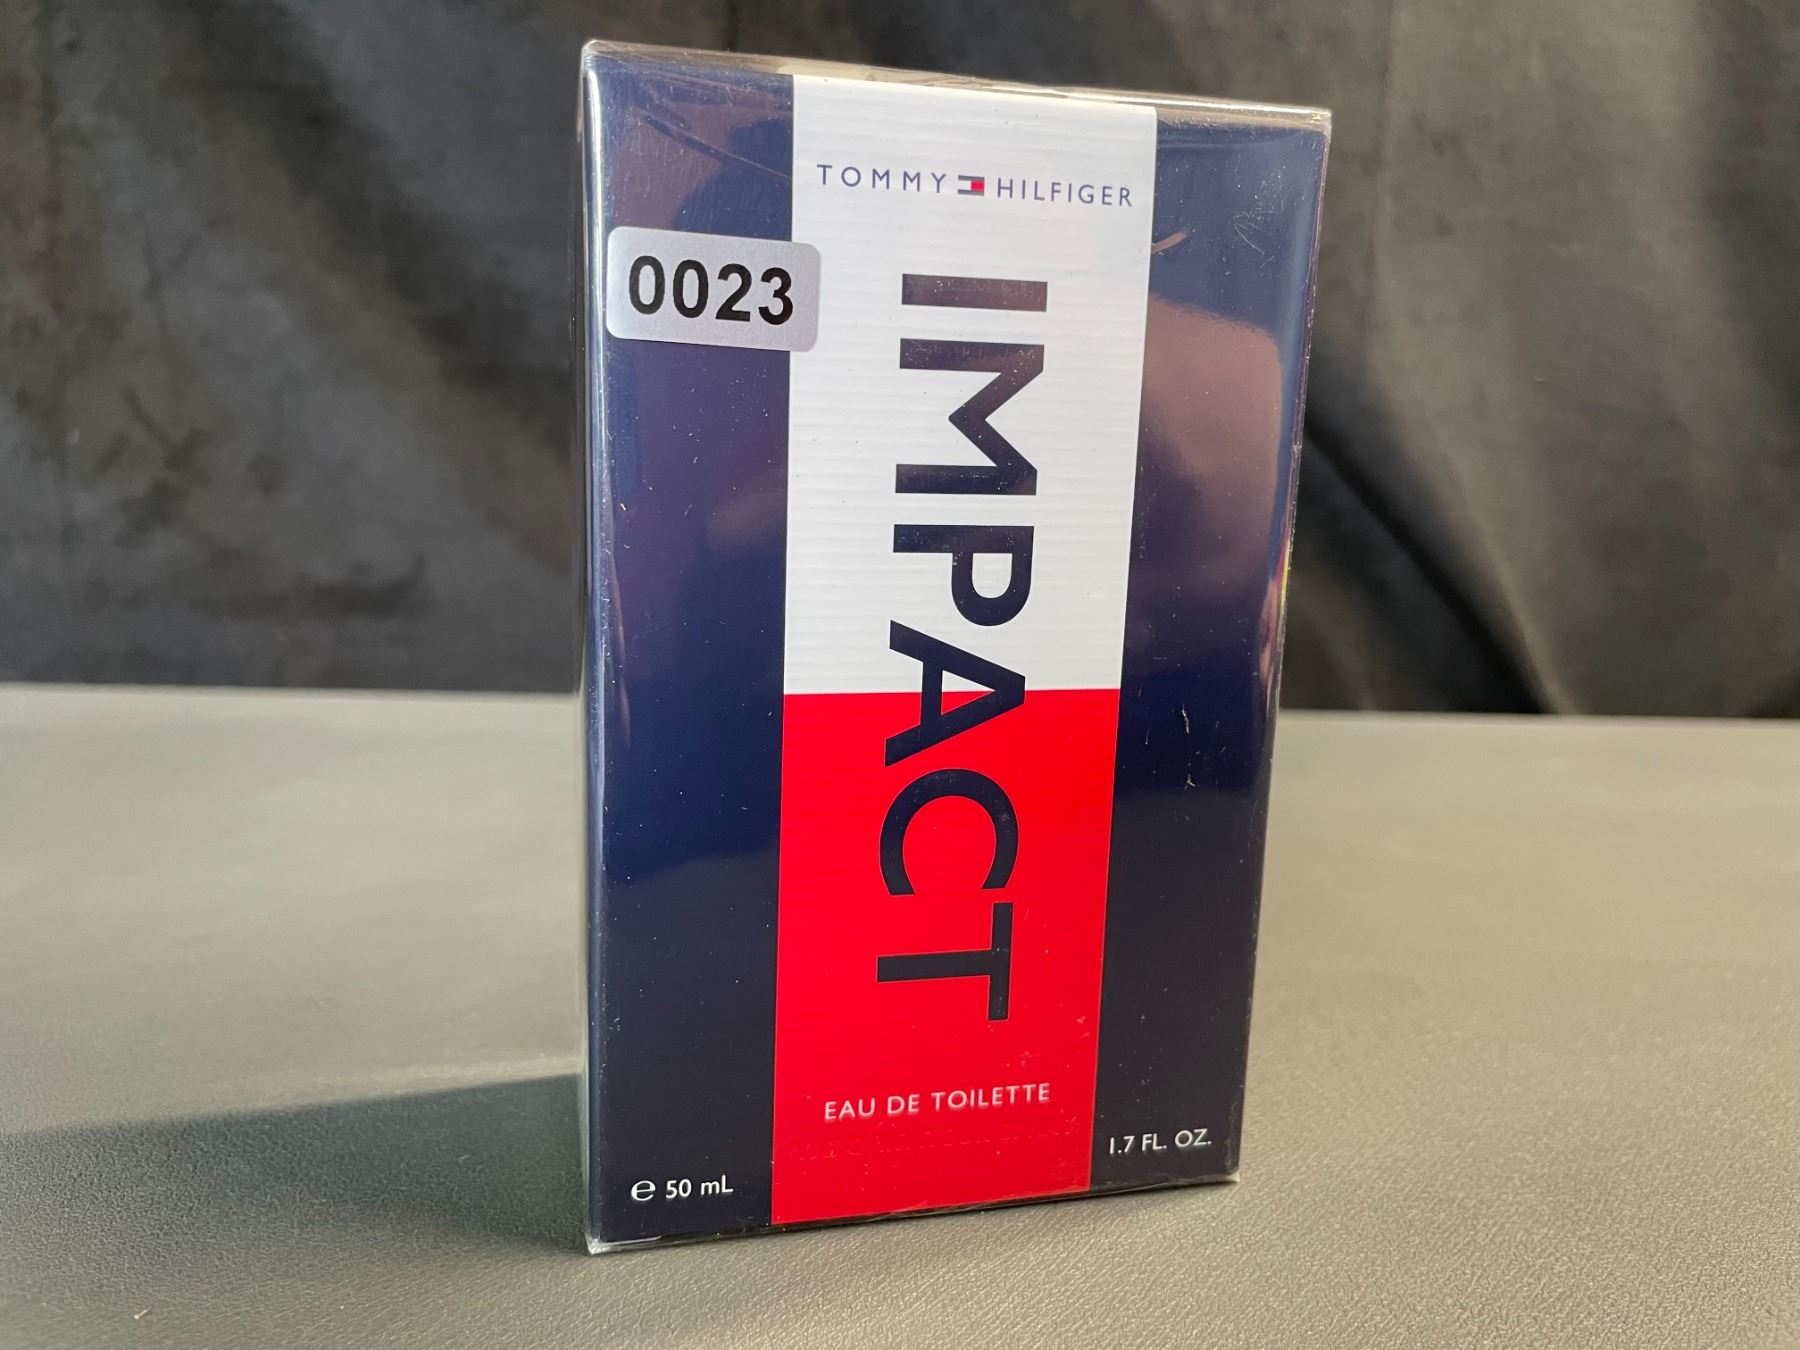 TOMMY HILFIGER
0023
IMPACT
EAU DE TOILETTE
1.7 FL. OZ.
℮ 50 mL